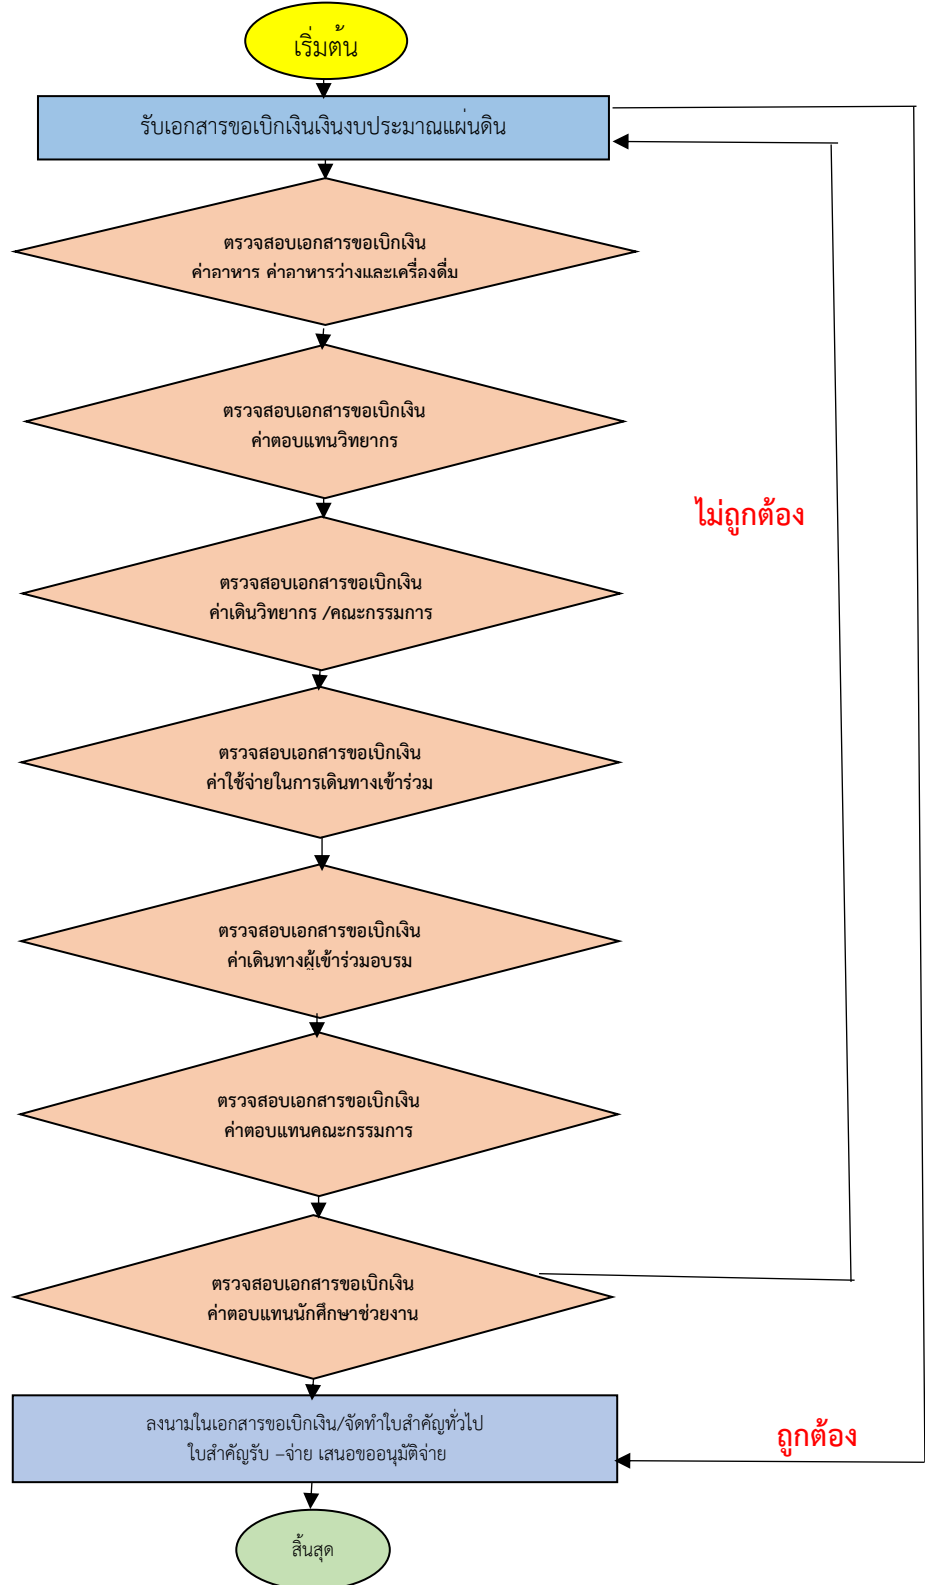 เริ่มต้น
รับเอกสารขอเบิกเงินเงินงบประมาณแผ่นดิน
ตรวจสอบเอกสารขอเบิกเงิน
ค่าอาหาร ค่าอาหารว่างและเครื่องดื่ม
ตรวจสอบเอกสารขอเบิกเงิน
ค่าตอบแทนวิทยากร
ไม่ถูกต้อง
ตรวจสอบเอกสารขอเบิกเงิน
ค่าเดินวิทยากร /คณะกรรมการ
ตรวจสอบเอกสารขอเบิกเงิน
ค่าใช้จ่ายในการเดินทางเข้าร่วม
ตรวจสอบเอกสารขอเบิกเงิน
ค่าเดินทางผู้เข้าร่วมอบรม
ตรวจสอบเอกสารขอเบิกเงิน
ค่าตอบแทนคณะกรรมการ
ตรวจสอบเอกสารขอเบิกเงิน
ค่าตอบแทนนักศึกษาช่วยงาน
ลงนามในเอกสารขอเบิกเงิน/จัดทำใบสำคัญทั่วไป
ใบสำคัญรับ –จ่าย เสนอขออนุมัติจ่าย
ถูกต้อง
สิ้นสุด